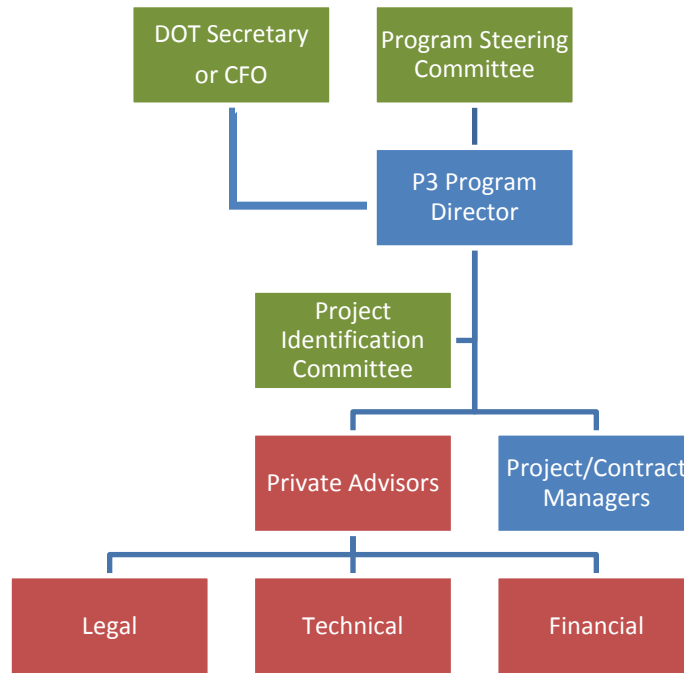 DOT Secretary
or CFO
Program Steering
Committee
P3 Program
Director
Project
Identification
Committee
Private Advisors
Project/Contract
Managers
Legal
Technical
Financial